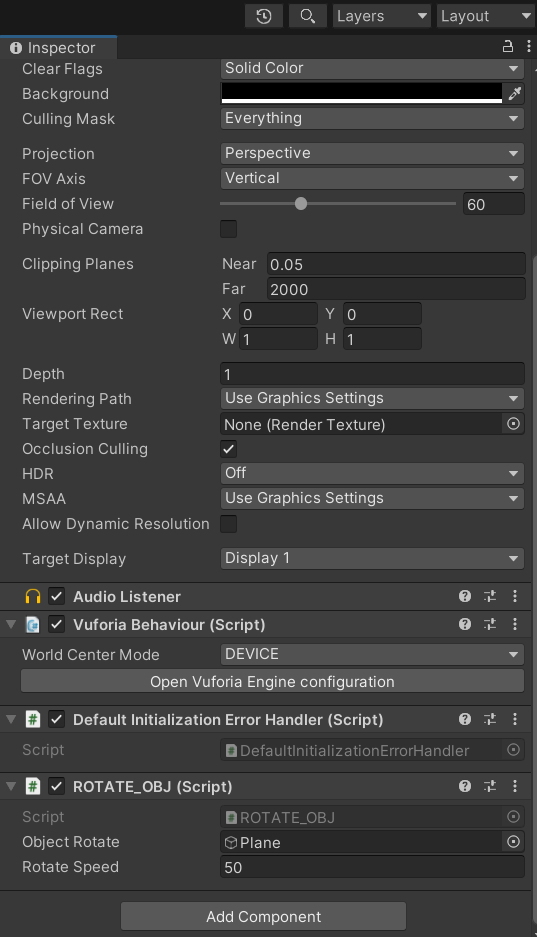 Layers Layout
Inspector
Clear Flags Solid Color
Background
Culling Mask Everything
Projection Perspective
FOV Axis Vertical
Field of View 60
Physical Camera
Clipping Planes Near 0.05
Far 2000
Viewport Rect X 0 Y 0
W 1 H 1
Depth 1
Rendering Path Use Graphics Settings
Target Texture None (Render Texture)
Occlusion Culling
HDR Off
MSAA Use Graphics Settings
Allow Dynamic Resolution
Target Display Display 1
Audio Listener
Vuforia Behaviour (Script)
World Center Mode DEVICE
Open Vuforia Engine configuration
# Default Initialization Error Handler (Script)
Script # DefaultInitializationErrorHandler
# ROTATE_OBJ (Script)
Script # ROTATE_OBJ
Object Rotate Plane
Rotate Speed 50
Add Component